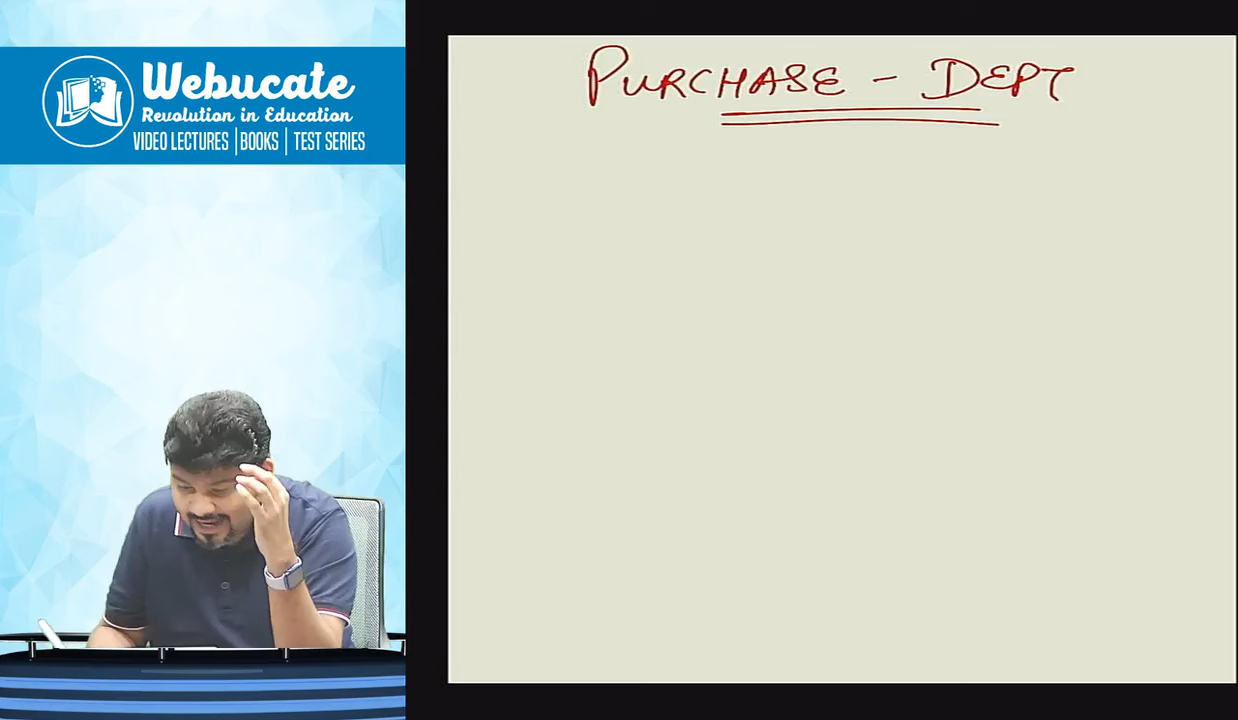 Webucate
Revolution in Education
VIDEO LECTURES | BOOKS | TEST SERIES
PURCHASE - DEPT